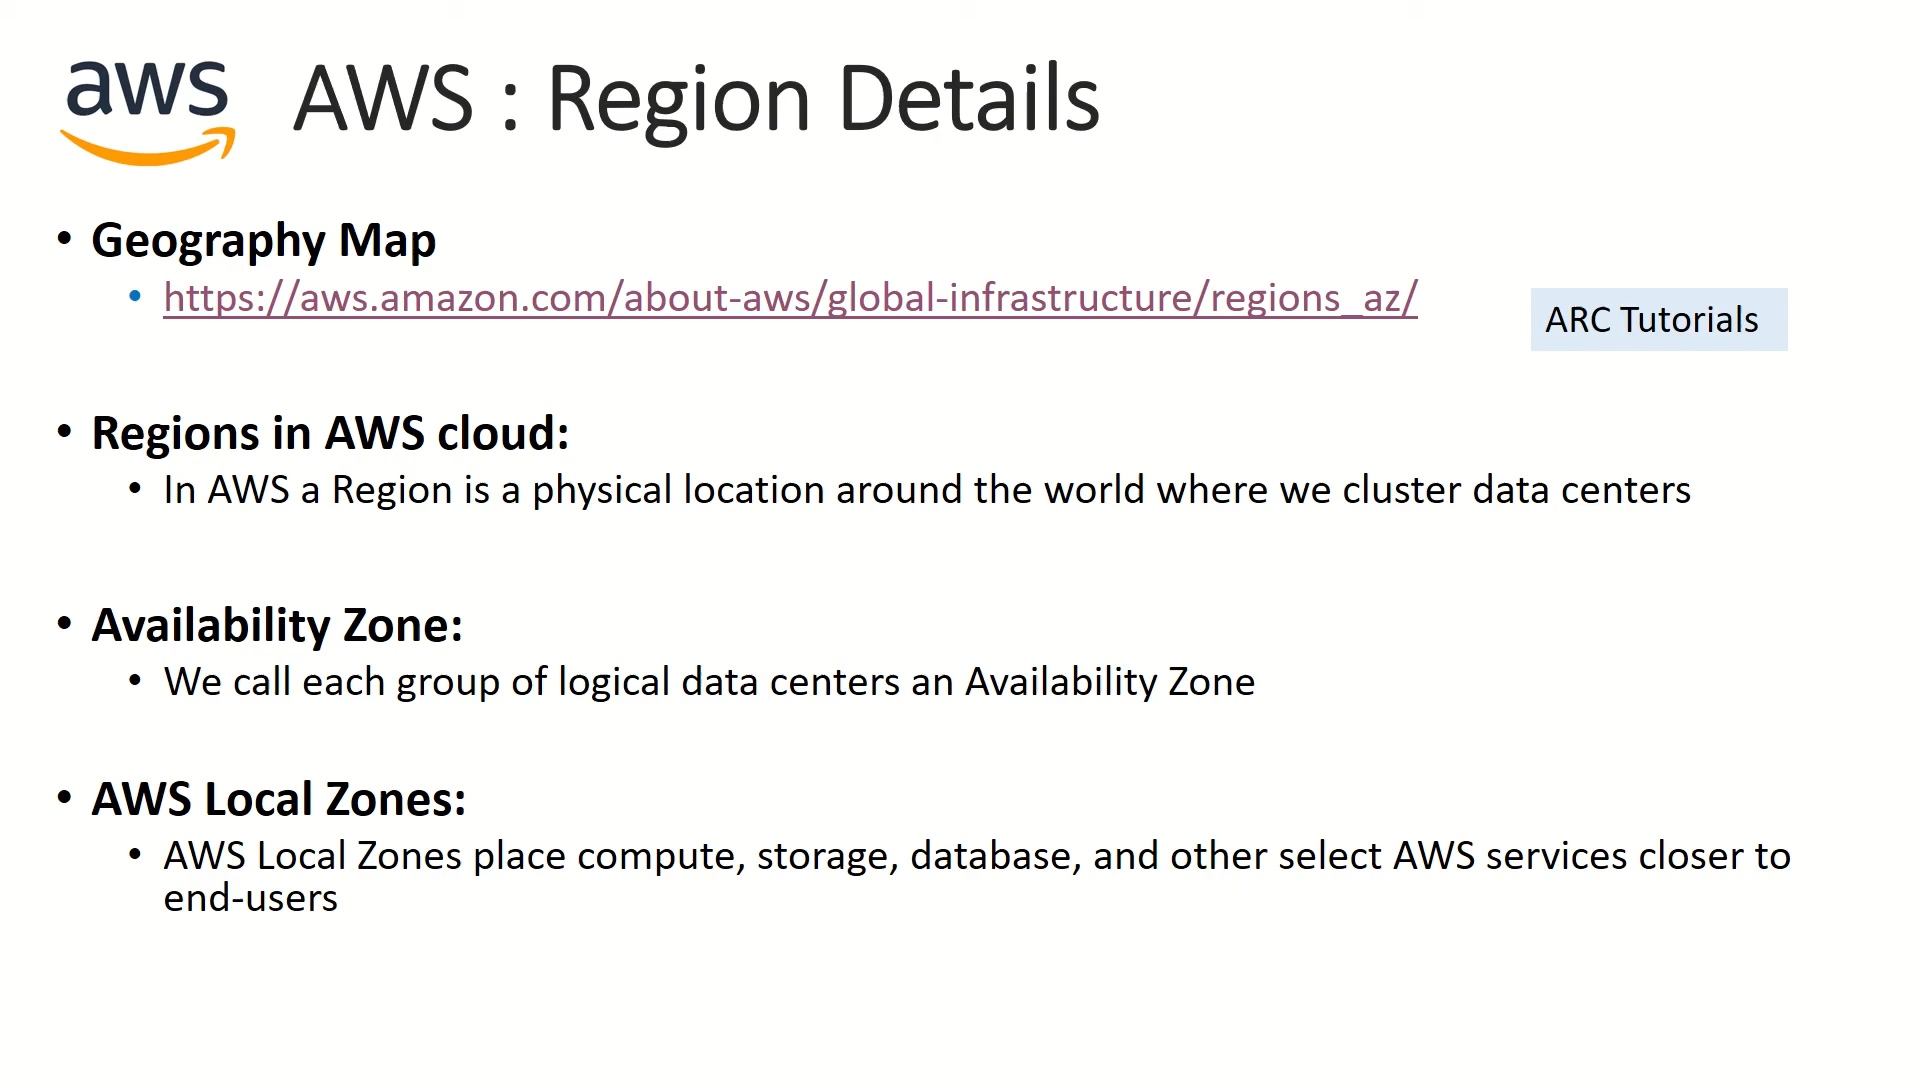 aws
AWS : Region Details
• Geography Map
• https://aws.amazon.com/about-aws/global-infrastructure/regions_az/
ARC Tutorials
• Regions in AWS cloud:
• In AWS a Region is a physical location around the world where we cluster data centers
• Availability Zone:
• We call each group of logical data centers an Availability Zone
• AWS Local Zones:
• AWS Local Zones place compute, storage, database, and other select AWS services closer to
end-users